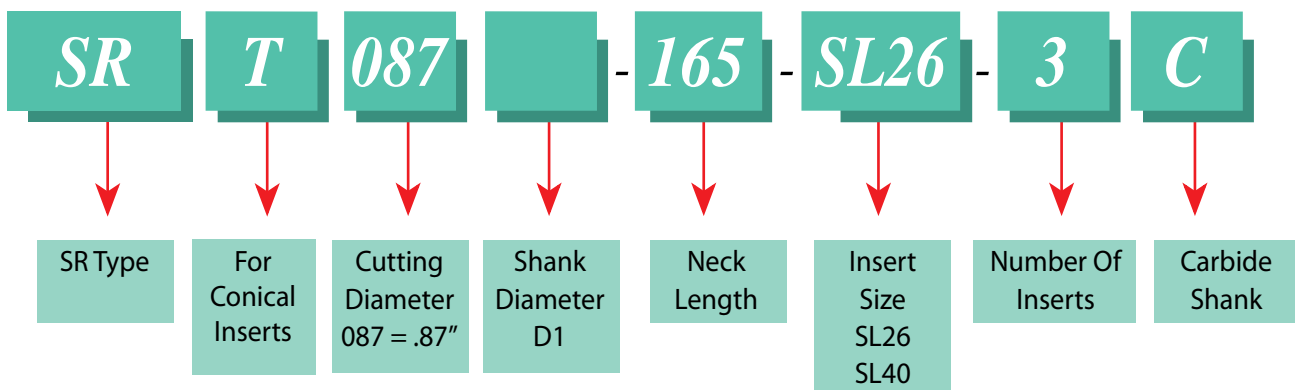 SR T 087 - 165 - SL26 - 3 C
SR Type
For
Conical
Inserts
Cutting
Diameter
087 = .87"
Shank
Diameter
D1
Neck
Length
Insert
Size
SL26
SL40
Number Of
Inserts
Carbide
Shank